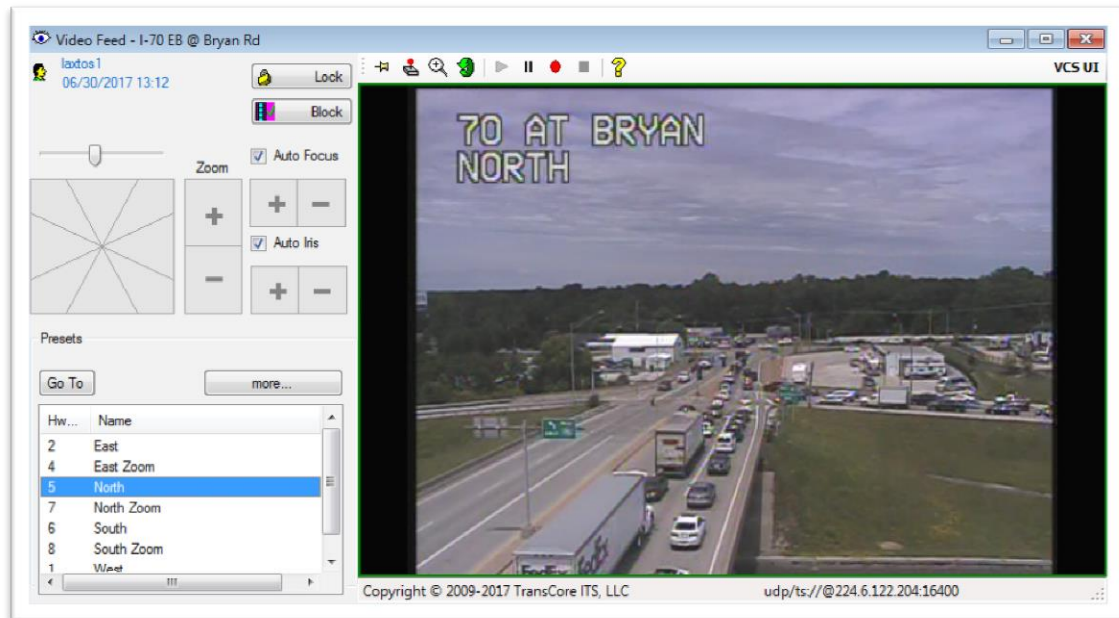 Video Feed - I-70 EB @ Bryan Rd
laxtos1
06/30/2017 13:12
Lock
Block
VCS UI
Zoom
Auto Focus
Auto Iris
Presets
Go To
more...
Hw... Name
2 East
4 East Zoom
5 North
7 North Zoom
6 South
8 South Zoom
1 West
70 AT BRYAN
NORTH
FedEx
FedEx
Copyright © 2009-2017 TransCore ITS, LLC
udp/ts://@224.6.122.204:16400